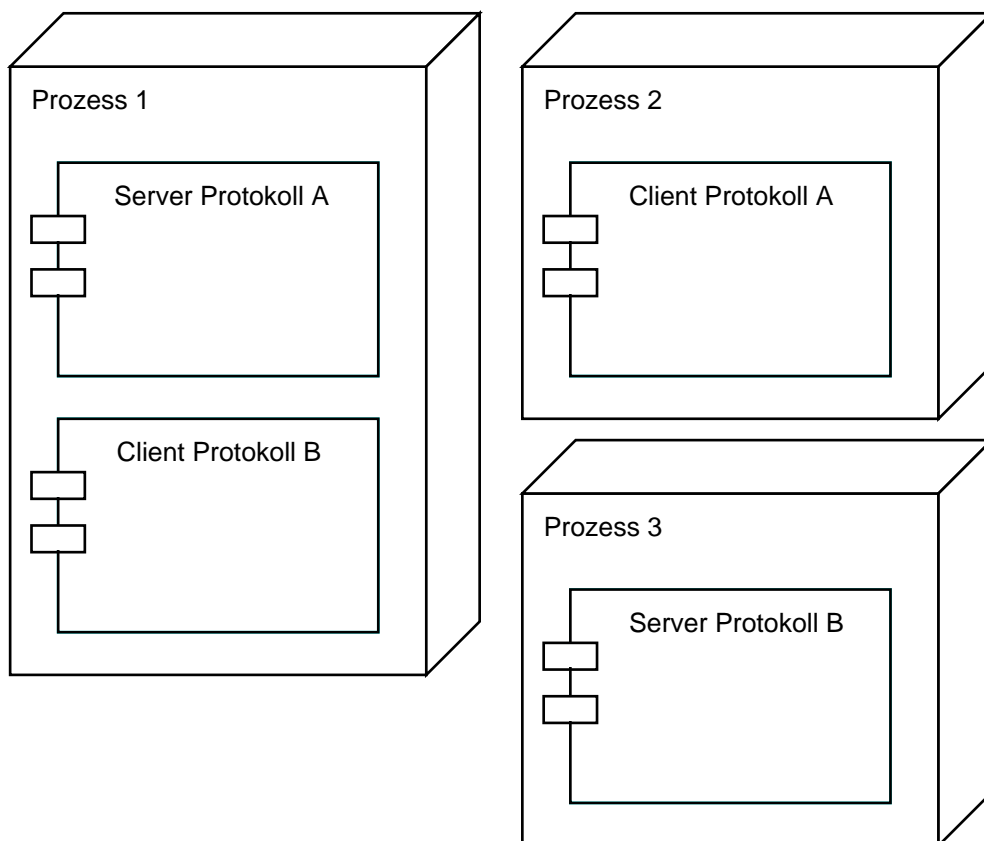 Prozess 1
Server Protokoll A
Client Protokoll B
Prozess 2
Client Protokoll A
Prozess 3
Server Protokoll B